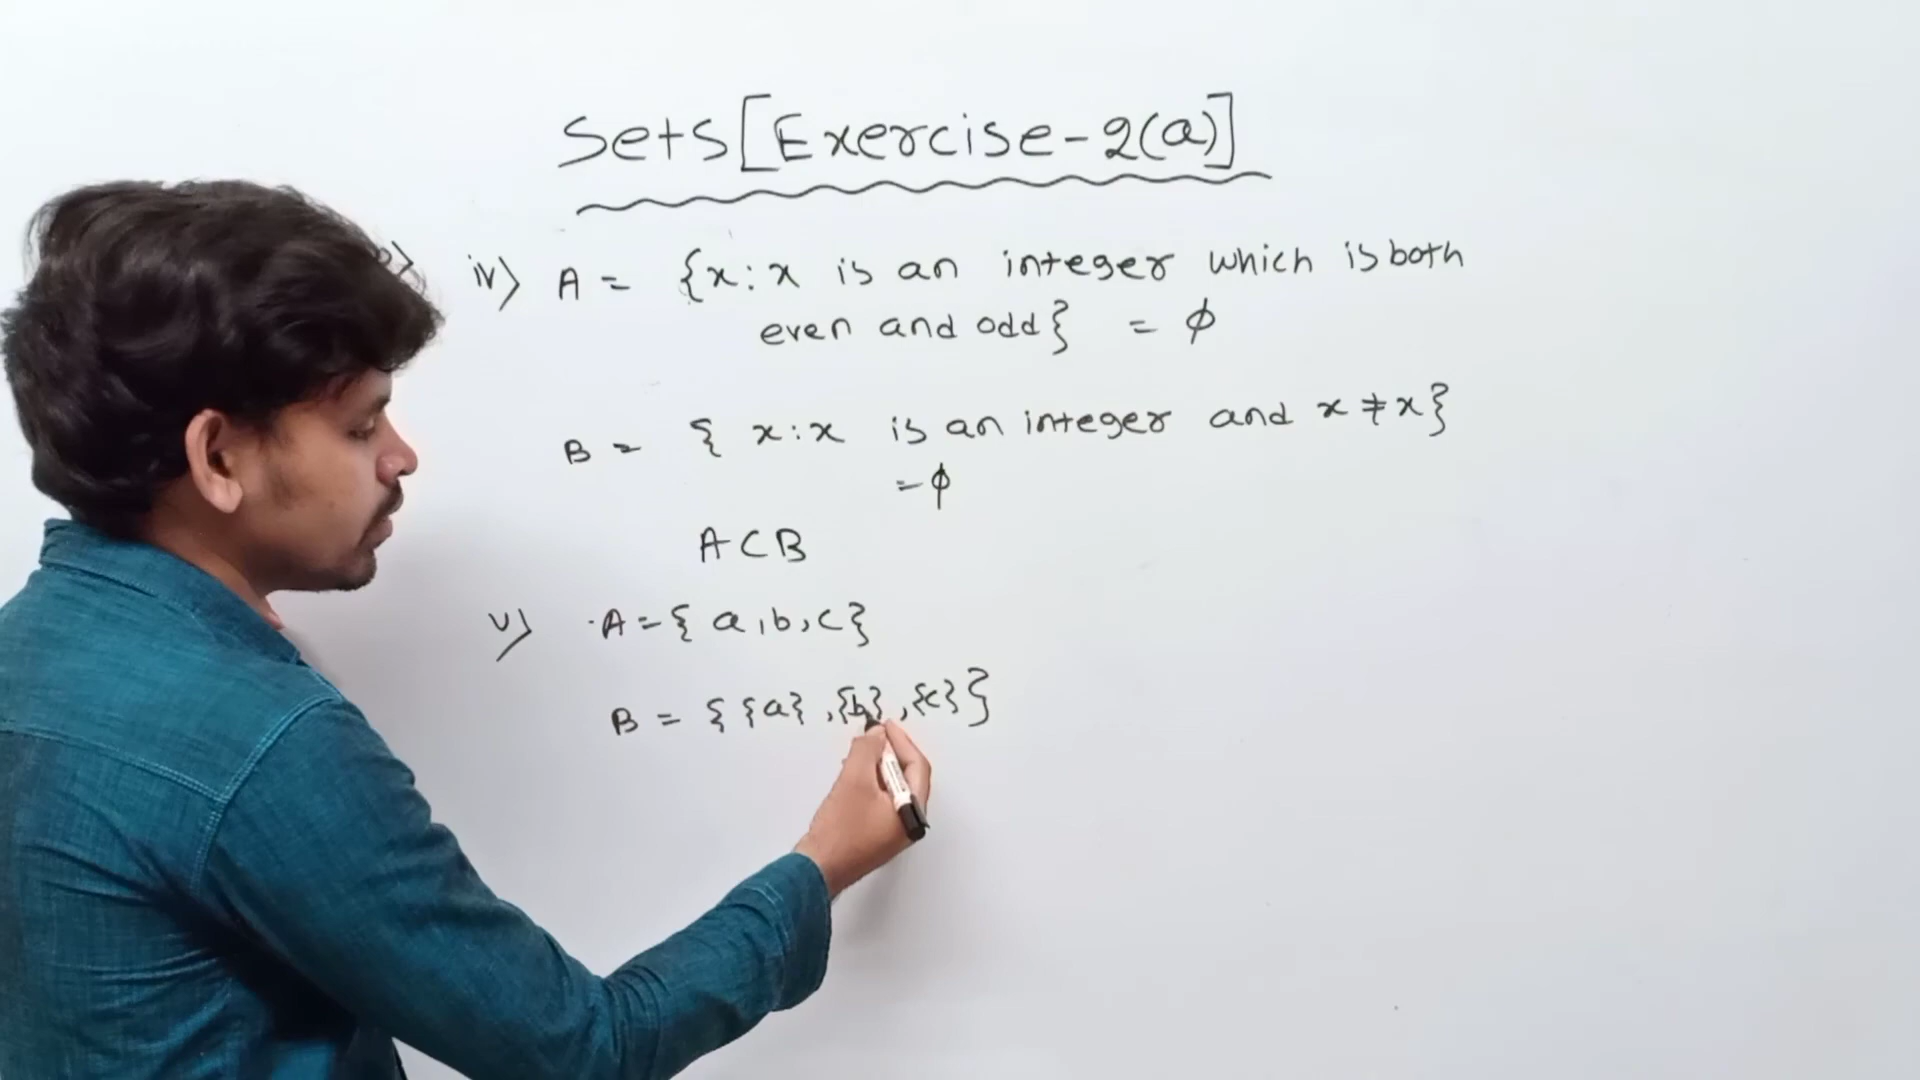 Sets[Exercise-2(a)]
iv) A = {x:x is an integer which is both
even and odd} = ϕ
B = { x:x is an integer and x ≠ x}
= ϕ
A⊂B
v) A={ a,b,c}
B = { {a} ,{b} ,{c} }